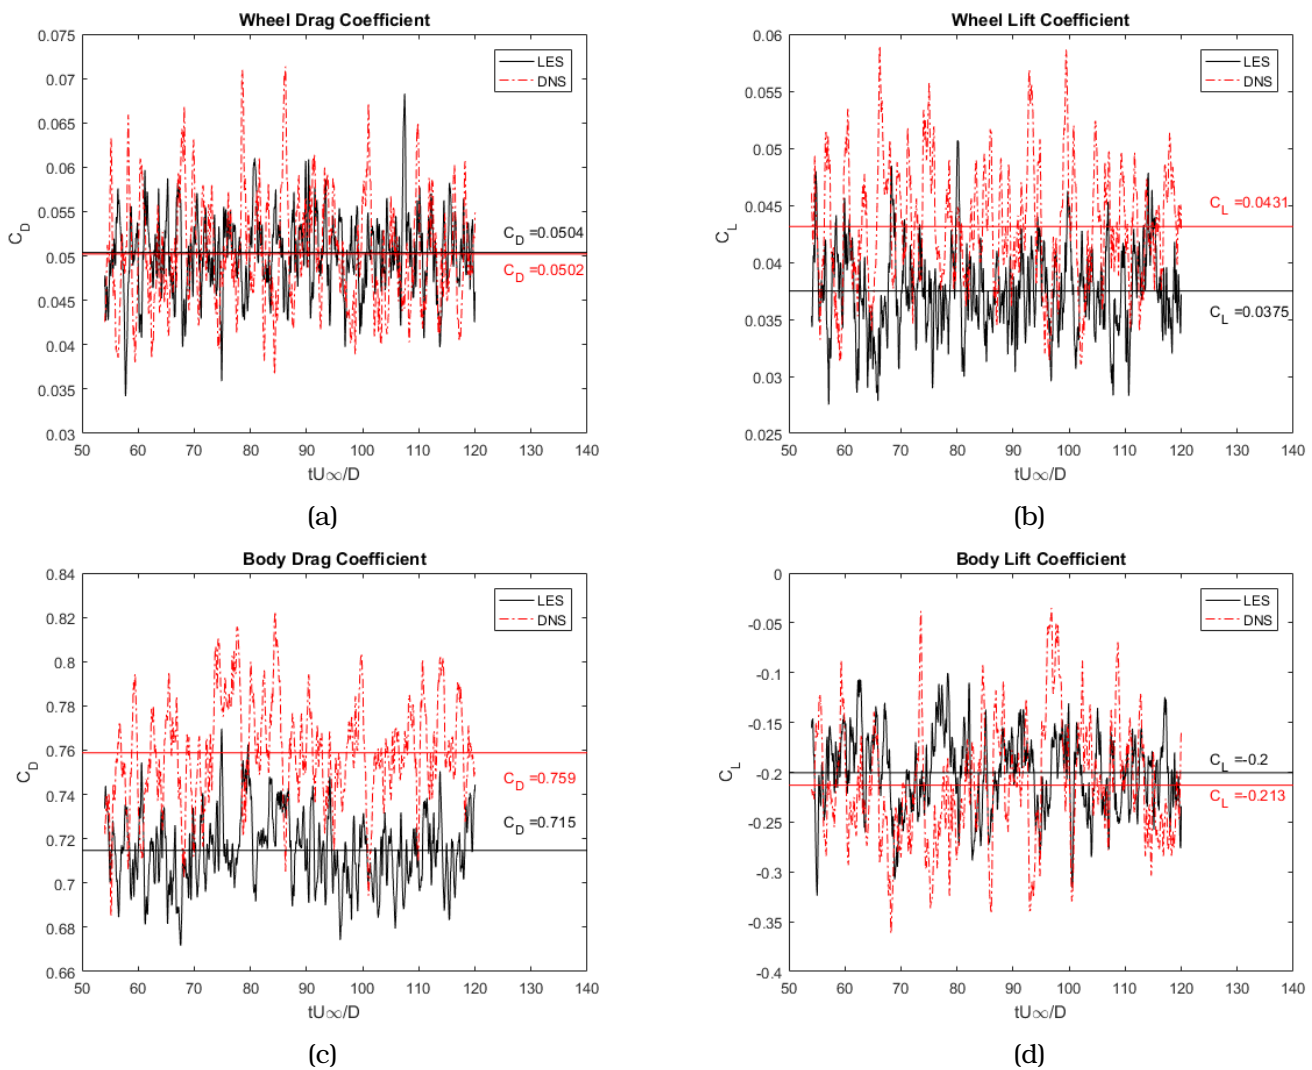 Wheel Drag Coefficient
0.075
0.07
0.065
0.06
0.055
0.05
0.045
0.04
0.035
0.03
C_D
LES
DNS
C_D =0.0504
C_D =0.0502
50 60 70 80 90 100 110 120 130 140
tU∞/D
(a)
Wheel Lift Coefficient
0.06
0.055
0.05
0.045
0.04
0.035
0.03
0.025
C_L
LES
DNS
C_L =0.0431
C_L =0.0375
50 60 70 80 90 100 110 120 130 140
tU∞/D
(b)
Body Drag Coefficient
0.84
0.82
0.8
0.78
0.76
0.74
0.72
0.7
0.68
0.66
C_D
LES
DNS
C_D =0.759
C_D =0.715
50 60 70 80 90 100 110 120 130 140
tU∞/D
(c)
Body Lift Coefficient
0
-0.05
-0.1
-0.15
-0.2
-0.25
-0.3
-0.35
-0.4
C_L
LES
DNS
C_L =-0.2
C_L =-0.213
50 60 70 80 90 100 110 120 130 140
tU∞/D
(d)